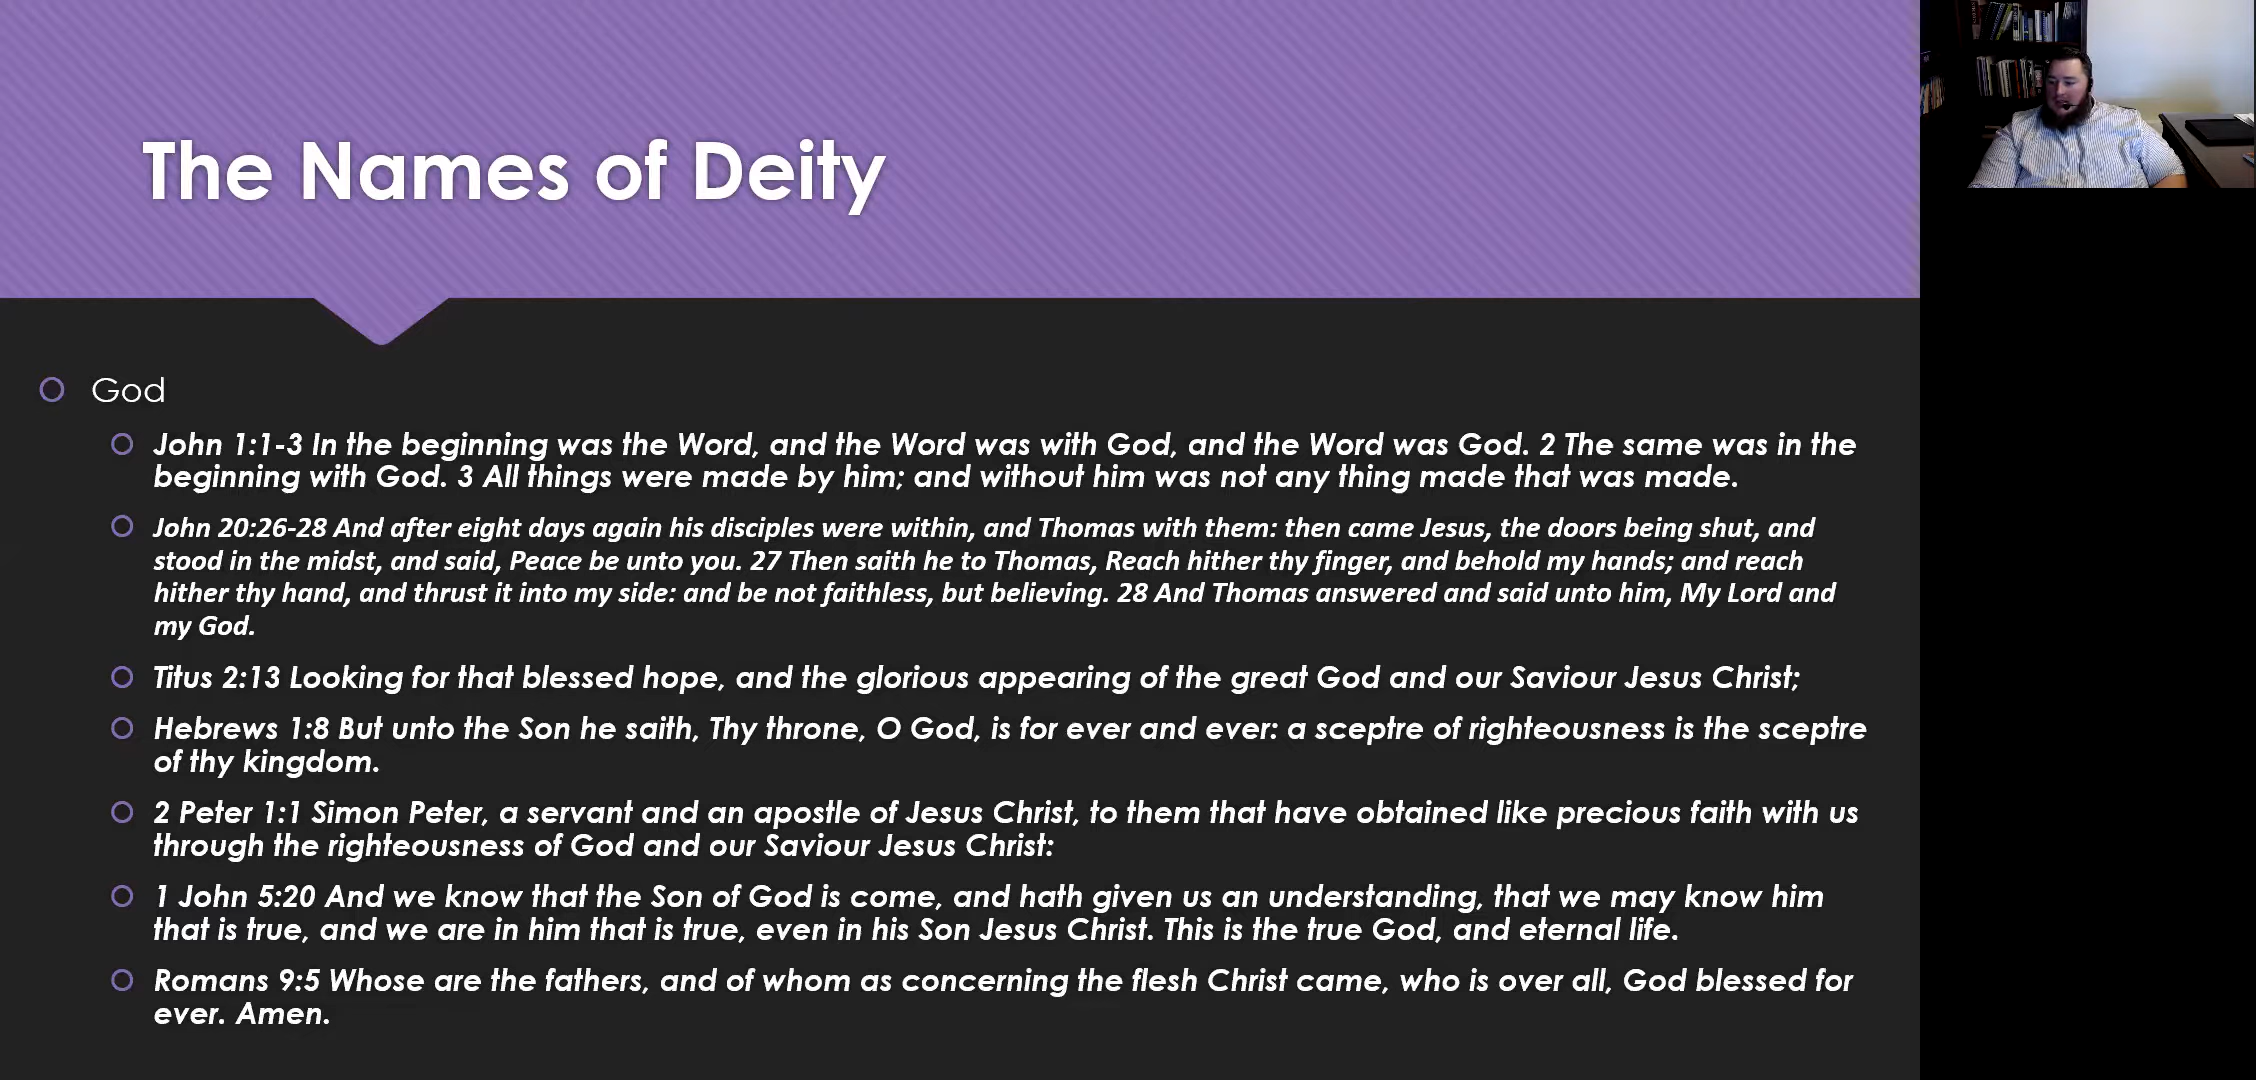 The Names of Deity
God
John 1:1-3 In the beginning was the Word, and the Word was with God, and the Word was God. 2 The same was in the
beginning with God. 3 All things were made by him; and without him was not any thing made that was made.
John 20:26-28 And after eight days again his disciples were within, and Thomas with them: then came Jesus, the doors being shut, and
stood in the midst, and said, Peace be unto you. 27 Then saith he to Thomas, Reach hither thy finger, and behold my hands; and reach
hither thy hand, and thrust it into my side: and be not faithless, but believing. 28 And Thomas answered and said unto him, My Lord and
my God.
Titus 2:13 Looking for that blessed hope, and the glorious appearing of the great God and our Saviour Jesus Christ;
Hebrews 1:8 But unto the Son he saith, Thy throne, O God, is for ever and ever: a sceptre of righteousness is the sceptre
of thy kingdom.
2 Peter 1:1 Simon Peter, a servant and an apostle of Jesus Christ, to them that have obtained like precious faith with us
through the righteousness of God and our Saviour Jesus Christ:
1 John 5:20 And we know that the Son of God is come, and hath given us an understanding, that we may know him
that is true, and we are in him that is true, even in his Son Jesus Christ. This is the true God, and eternal life.
Romans 9:5 Whose are the fathers, and of whom as concerning the flesh Christ came, who is over all, God blessed for
ever. Amen.